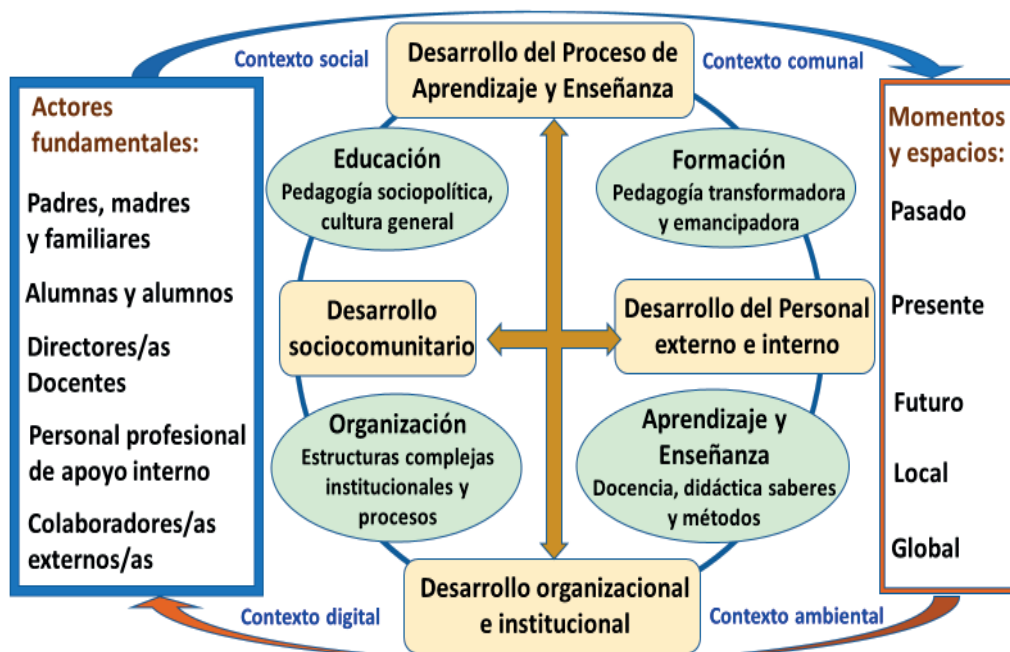 Contexto social
Desarrollo del Proceso de
Aprendizaje y Enseñanza
Contexto comunal
Actores
fundamentales:
Padres, madres
y familiares
Alumnas y alumnos
Directores/as
Docentes
Personal profesional
de apoyo interno
Colaboradores/as
externos/as
Educación
Pedagogía sociopolítica,
cultura general
Formación
Pedagogía transformadora
y emancipadora
Desarrollo
sociocomunitario
Desarrollo del Personal
externo e interno
Organización
Estructuras complejas
institucionales y
procesos
Aprendizaje y
Enseñanza
Docencia, didáctica saberes
y métodos
Momentos
y espacios:
Pasado
Presente
Futuro
Local
Global
Contexto digital
Desarrollo organizacional
e institucional
Contexto ambiental